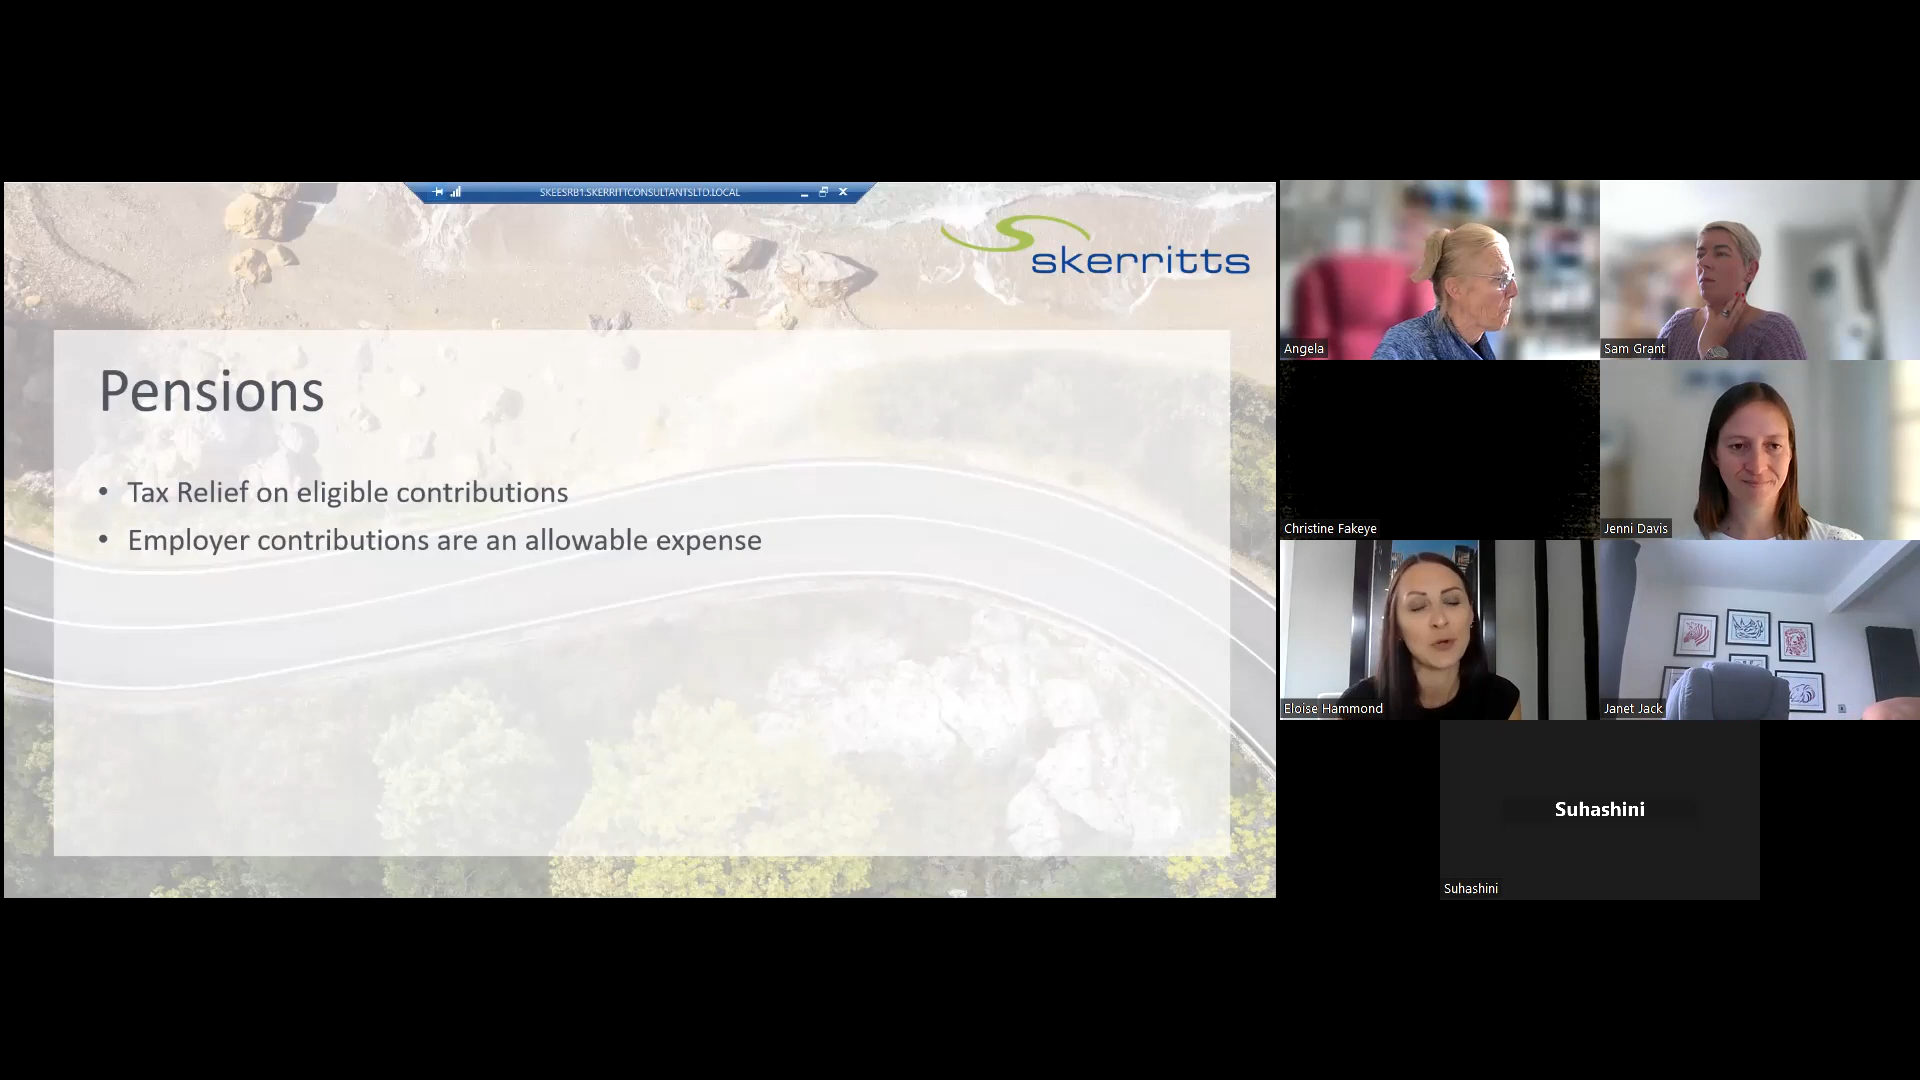 SKEESRB1.SKERRITTCONSULTANTSLTD.LOCAL
skerritts
Pensions
• Tax Relief on eligible contributions
• Employer contributions are an allowable expense
Angela
Sam Grant
Christine Fakeye
Jenni Davis
Eloise Hammond
Janet Jack
Suhashini
Suhashini